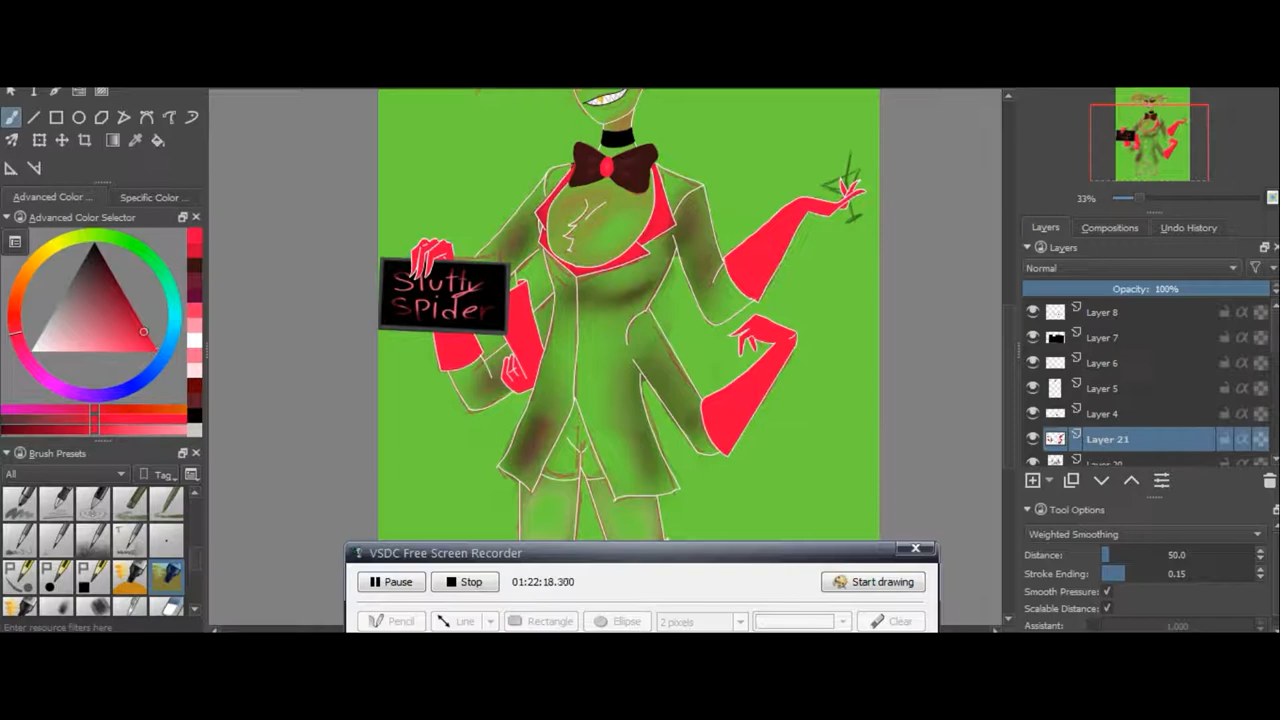 Slutty
Spider
Advanced Color ...
Specific Color ...
Advanced Color Selector
Brush Presets
All
Tag
Enter resource filters here
VSDC Free Screen Recorder
Pause
Stop
01:22:18.300
Start drawing
Pencil
Line
Rectangle
Ellipse
2 pixels
Clear
33%
Layers
Compositions
Undo History
Layers
Normal
Opacity: 100%
Layer 8
Layer 7
Layer 6
Layer 5
Layer 4
Layer 21
Tool Options
Weighted Smoothing
Distance:
50.0
Stroke Ending:
0.15
Smooth Pressure:
Scalable Distance:
Assistant:
1.000